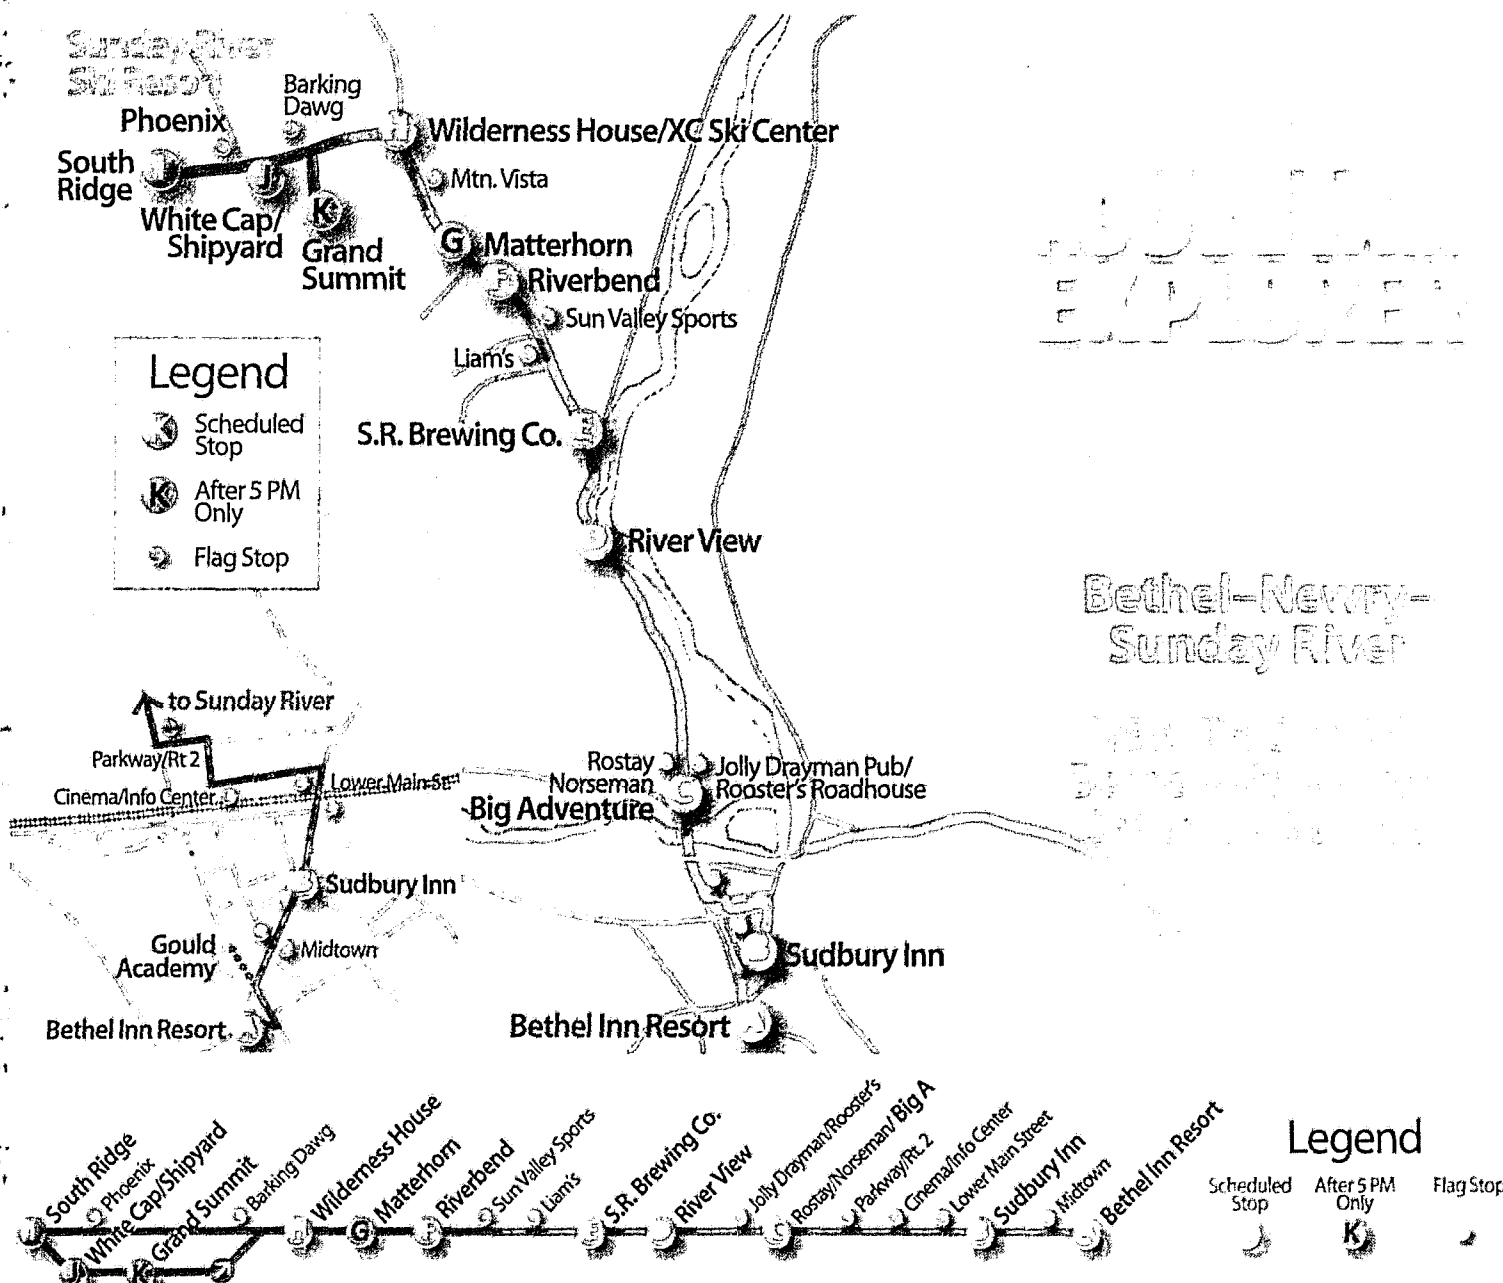 Sunday River
Ski Resort
Barking
Dawg
Phoenix
Wilderness House/XC Ski Center
South
Ridge
J
Mtn. Vista
White Cap/
Shipyard
K
Grand
Summit
G
Matterhorn
F
Riverbend
Sun Valley Sports
Liam's
Legend
K
Scheduled
Stop
K
After 5 PM
Only
Flag Stop
S.R. Brewing Co.
River View
EXPLORER
Bethel–Newry–
Sunday River
to Sunday River
Parkway/Rt 2
Cinema/Info Center
Lower Main St
Rostay
Norseman
Big Adventure
Jolly Drayman Pub/
Rooster's Roadhouse
Sudbury Inn
Gould
Academy
Midtown
Bethel Inn Resort
Sudbury Inn
Bethel Inn Resort
South Ridge
Phoenix
White Cap/Shipyard
Grand Summit
Barking Dawg
Wilderness House
Matterhorn
Riverbend
Sun Valley Sports
Liam's
S.R. Brewing Co.
River View
Jolly Drayman/Rooster's
Rostay/Norseman/Big A
Parkway/Rt. 2
Cinema/Info Center
Lower Main Street
Sudbury Inn
Midtown
Bethel Inn Resort
J
K
G
F
Legend
Scheduled
Stop
After 5 PM
Only
K
Flag Stop